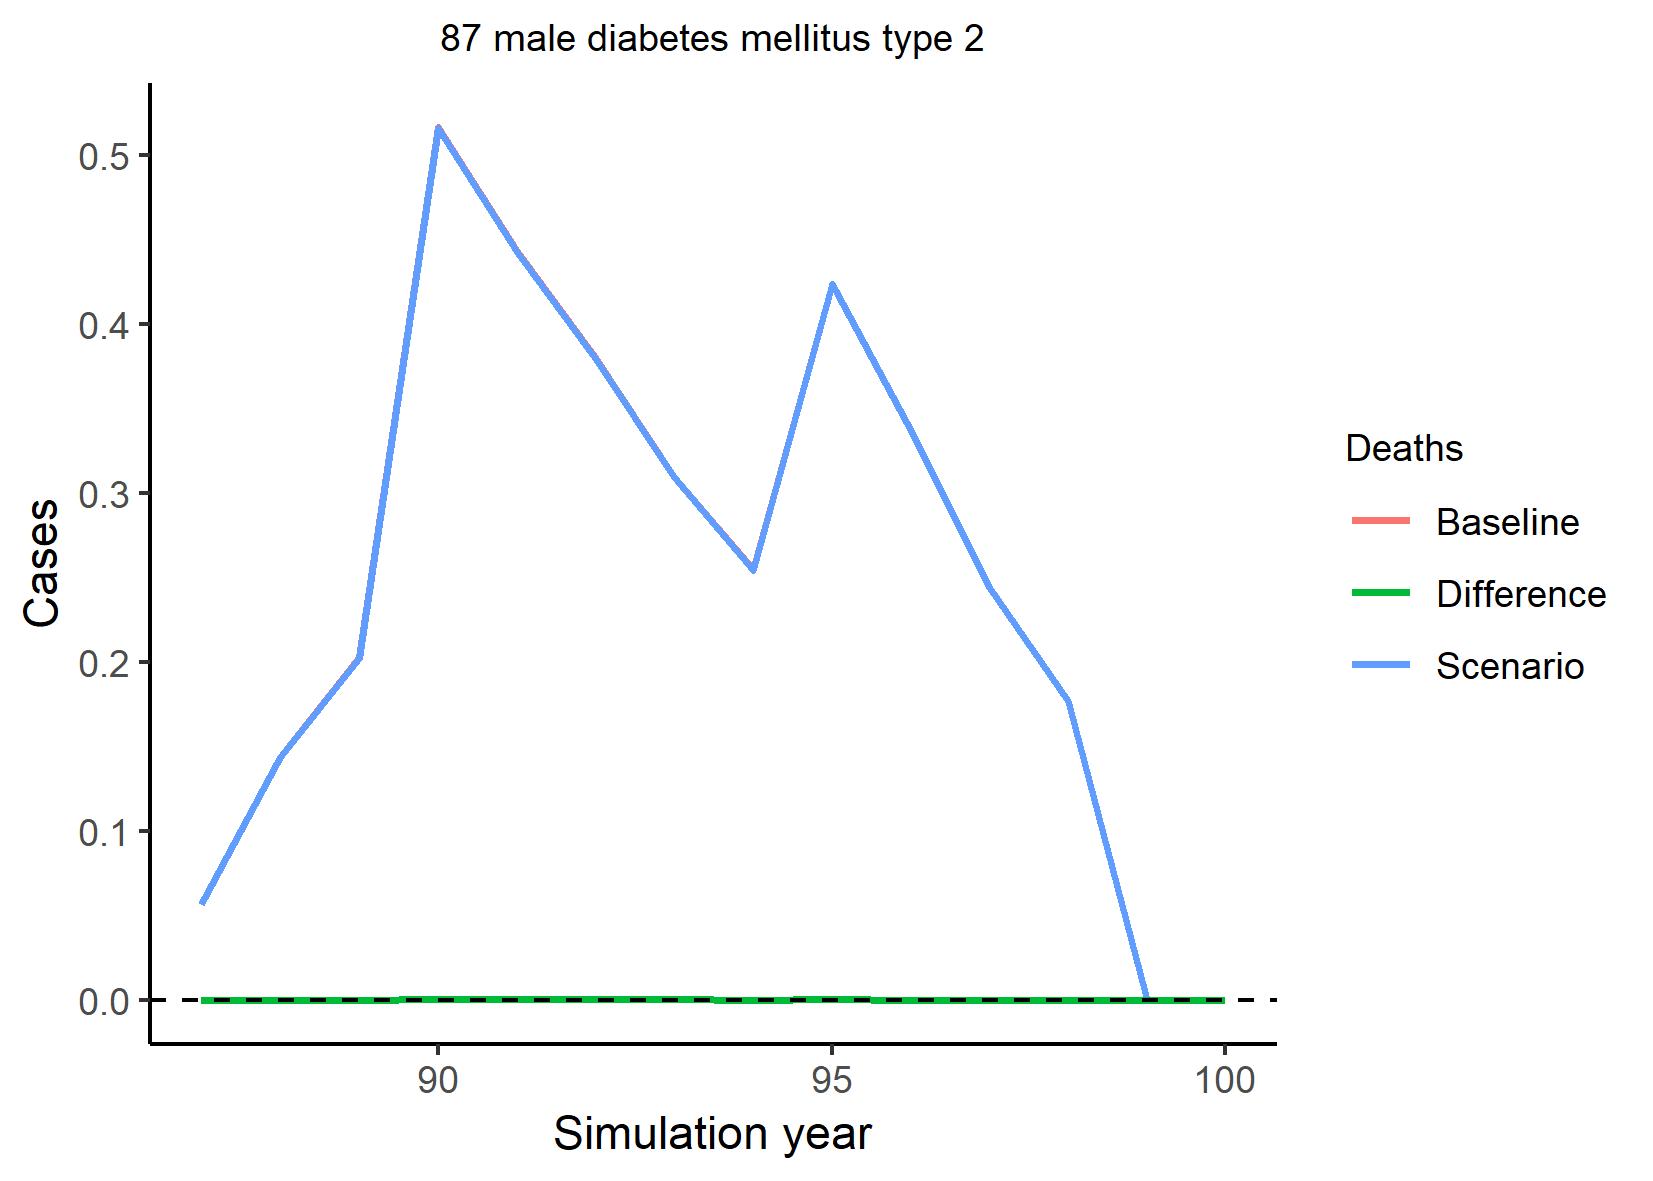 87 male diabetes mellitus type 2
Cases
0.5
0.4
0.3
0.2
0.1
0.0
90
95
100
Simulation year
Deaths
Baseline
Difference
Scenario